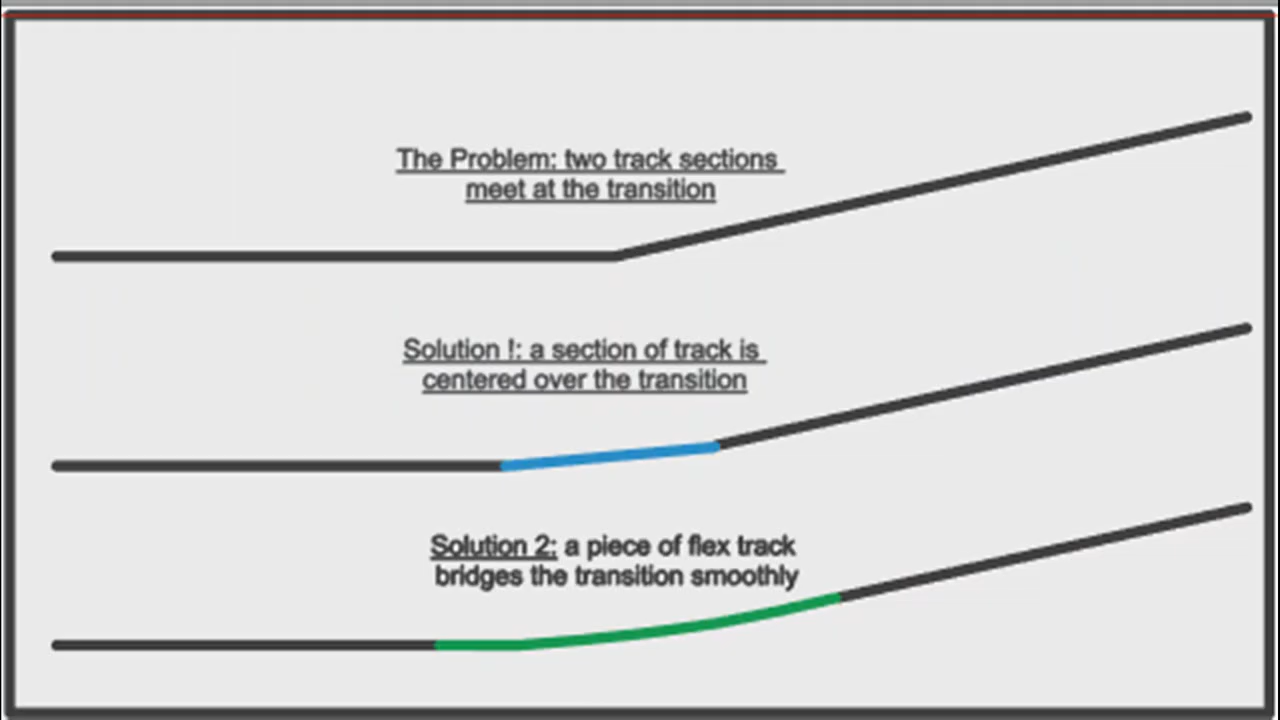 The Problem: two track sections
meet at the transition
Solution !: a section of track is
centered over the transition
Solution 2: a piece of flex track
bridges the transition smoothly